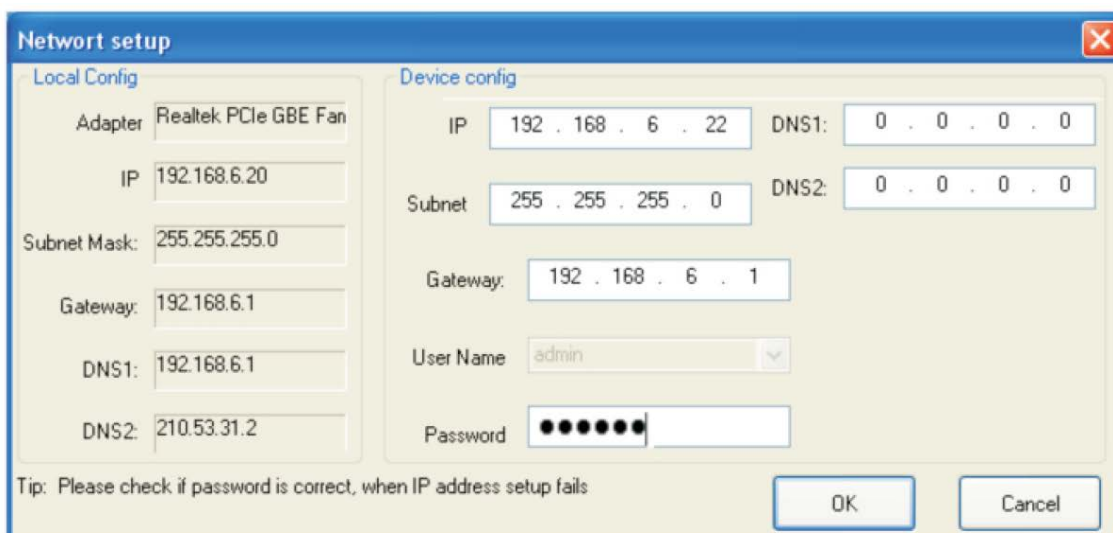 Networt setup
Local Config
Adapter Realtek PCIe GBE Fan
IP 192.168.6.20
Subnet Mask: 255.255.255.0
Gateway: 192.168.6.1
DNS1: 192.168.6.1
DNS2: 210.53.31.2
Device config
IP 192 . 168 . 6 . 22
DNS1: 0 . 0 . 0 . 0
Subnet 255 . 255 . 255 . 0
DNS2: 0 . 0 . 0 . 0
Gateway: 192 . 168 . 6 . 1
User Name admin
Password ●●●●●●
Tip: Please check if password is correct, when IP address setup fails
OK
Cancel